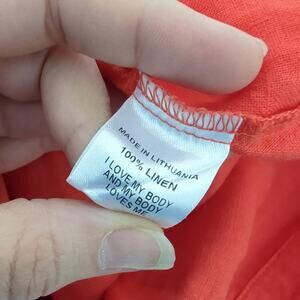 MADE IN LITHUANIA
100% LINEN
I LOVE MY BODY
AND MY BODY
LOVES ME